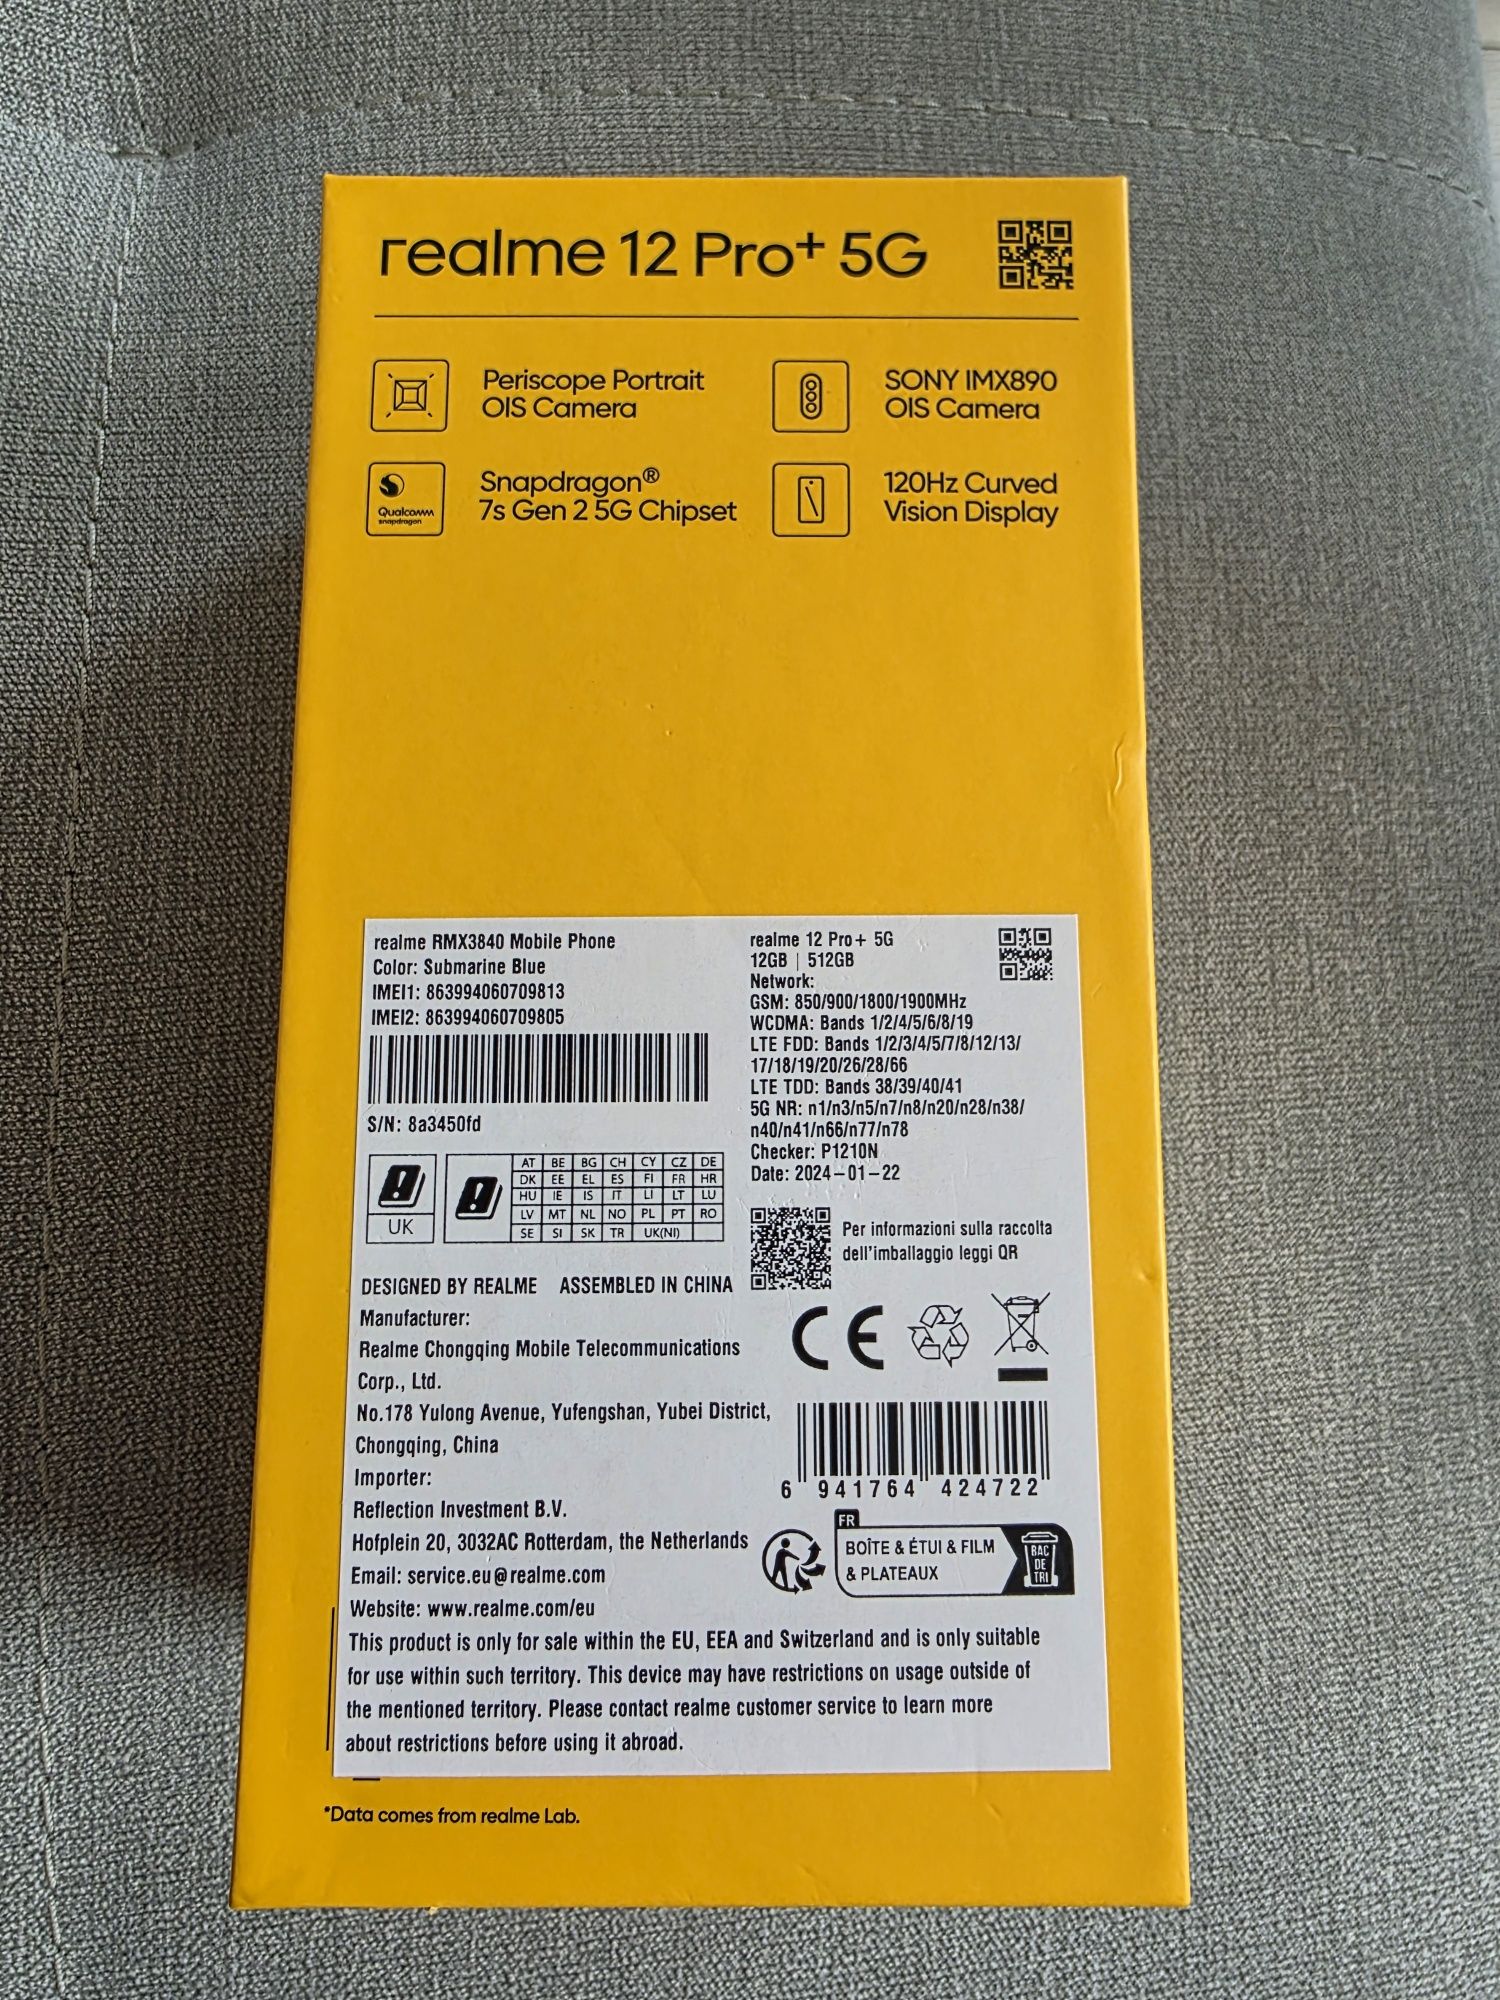 realme 12 Pro+ 5G
Periscope Portrait
OIS Camera
SONY IMX890
OIS Camera
Qualcomm
snapdragon
Snapdragon®
7s Gen 2 5G Chipset
120Hz Curved
Vision Display
realme RMX3840 Mobile Phone
Color: Submarine Blue
IMEI1: 863994060709813
IMEI2: 863994060709805
S/N: 8a3450fd
UK
AT BE BG CH CY CZ DE
DK EE EL ES FI FR HR
HU IE IS IT LI LT LU
LV MT NL NO PL PT RO
SE SI SK TR UK(NI)
DESIGNED BY REALME ASSEMBLED IN CHINA
Manufacturer:
Realme Chongqing Mobile Telecommunications
Corp., Ltd.
No.178 Yulong Avenue, Yufengshan, Yubei District,
Chongqing, China
Importer:
Reflection Investment B.V.
Hofplein 20, 3032AC Rotterdam, the Netherlands
Email: service.eu@realme.com
Website: www.realme.com/eu
realme 12 Pro+ 5G
12GB | 512GB
Network:
GSM: 850/900/1800/1900MHz
WCDMA: Bands 1/2/4/5/6/8/19
LTE FDD: Bands 1/2/3/4/5/7/8/12/13/
17/18/19/20/26/28/66
LTE TDD: Bands 38/39/40/41
5G NR: n1/n3/n5/n7/n8/n20/n28/n38/
n40/n41/n66/n77/n78
Checker: P1210N
Date: 2024-01-22
Per informazioni sulla raccolta
dell'imballaggio leggi QR
CE
6 941764 424722
FR
BOÎTE & ÉTUI & FILM
& PLATEAUX
BAC
DE
TRI
This product is only for sale within the EU, EEA and Switzerland and is only suitable
for use within such territory. This device may have restrictions on usage outside of
the mentioned territory. Please contact realme customer service to learn more
about restrictions before using it abroad.
*Data comes from realme Lab.